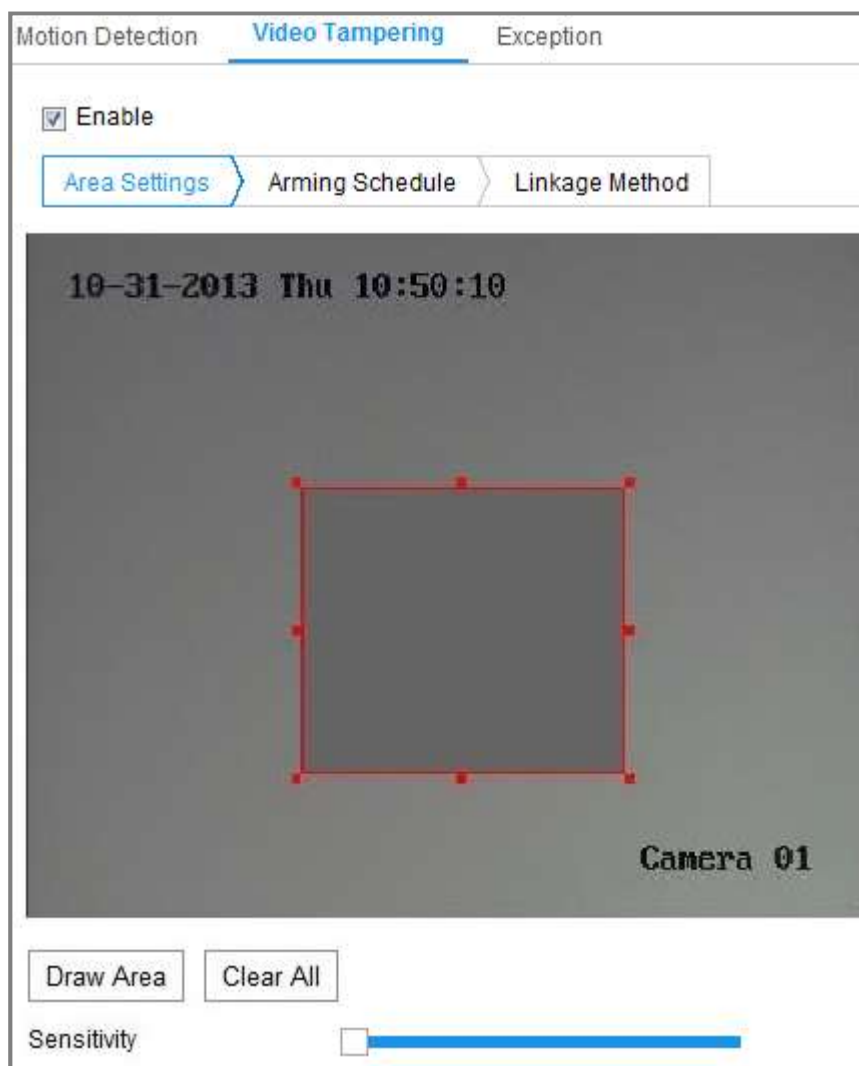 Motion Detection Video Tampering Exception
Enable
Area Settings Arming Schedule Linkage Method
10-31-2013 Thu 10:50:10
Camera 01
Draw Area Clear All
Sensitivity